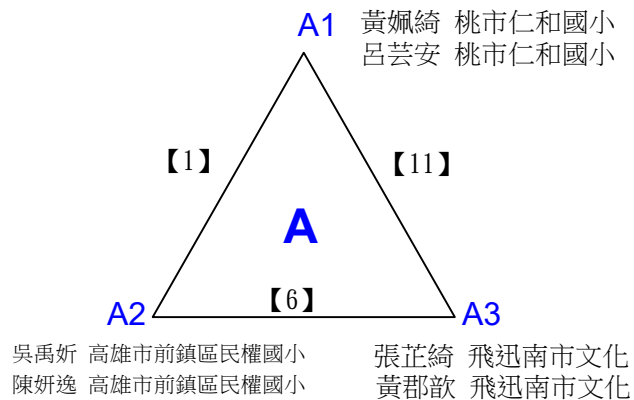 A1
黃姵綺 桃市仁和國小
呂芸安 桃市仁和國小
【1】
【11】
A
【6】
A2
A3
吳禹妡 高雄市前鎮區民權國小
陳妍逸 高雄市前鎮區民權國小
張芷綺 飛迅南市文化
黃郡歆 飛迅南市文化